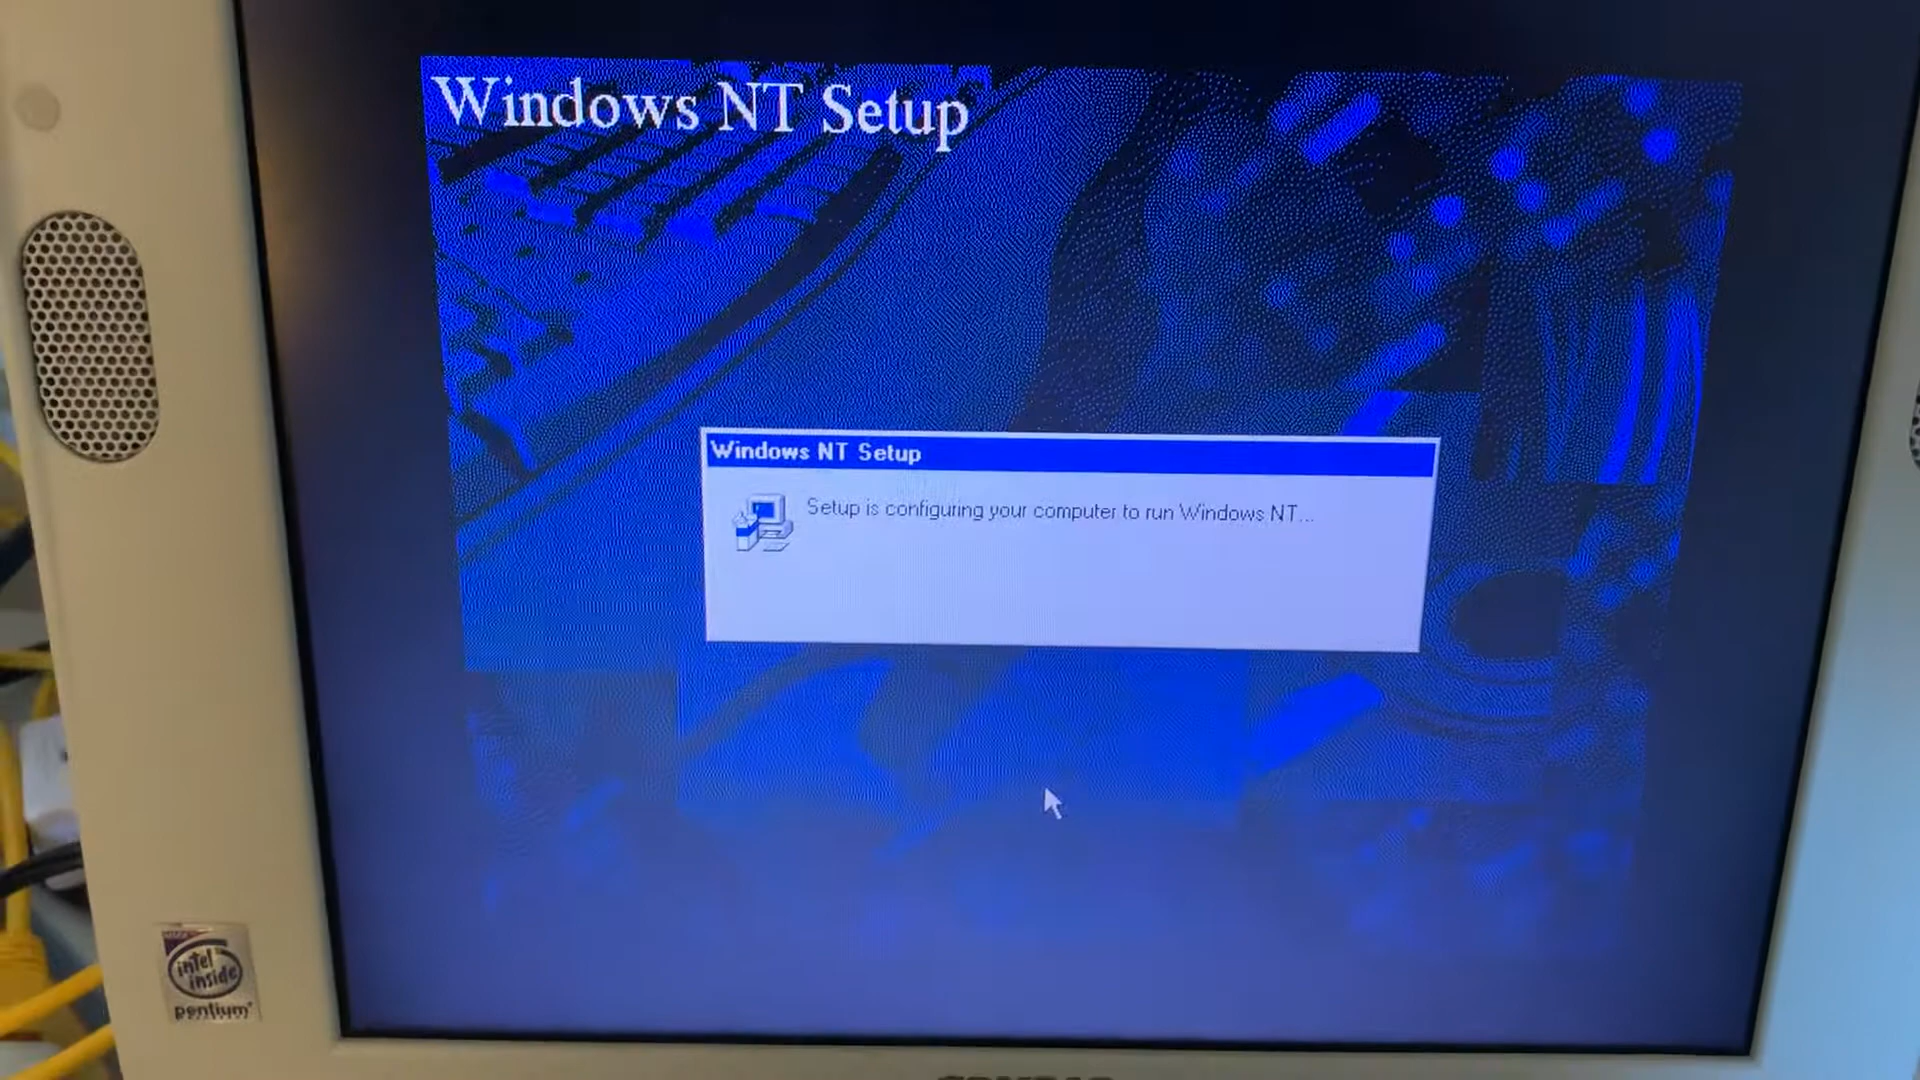 Windows NT Setup
Windows NT Setup
Setup is configuring your computer to run Windows NT...
intel
inside
pentium